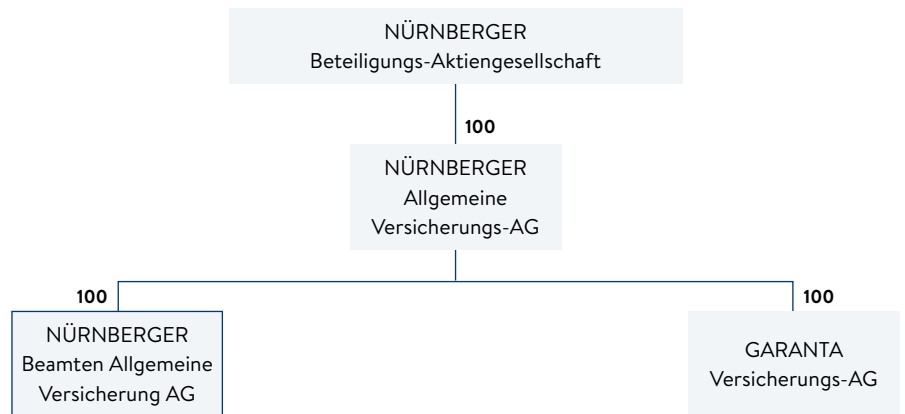 NÜRNBERGER
Beteiligungs-Aktiengesellschaft
100
NÜRNBERGER
Allgemeine
Versicherungs-AG
100
NÜRNBERGER
Beamten Allgemeine
Versicherung AG
100
GARANTA
Versicherungs-AG